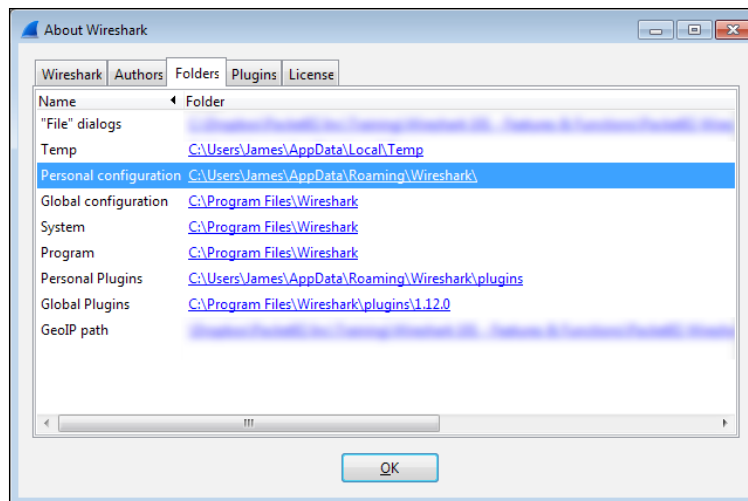 About Wireshark
Wireshark Authors Folders Plugins License
Name Folder
"File" dialogs
Temp C:\Users\James\AppData\Local\Temp
Personal configuration C:\Users\James\AppData\Roaming\Wireshark\
Global configuration C:\Program Files\Wireshark
System C:\Program Files\Wireshark
Program C:\Program Files\Wireshark
Personal Plugins C:\Users\James\AppData\Roaming\Wireshark\plugins
Global Plugins C:\Program Files\Wireshark\plugins\1.12.0
GeoIP path
OK